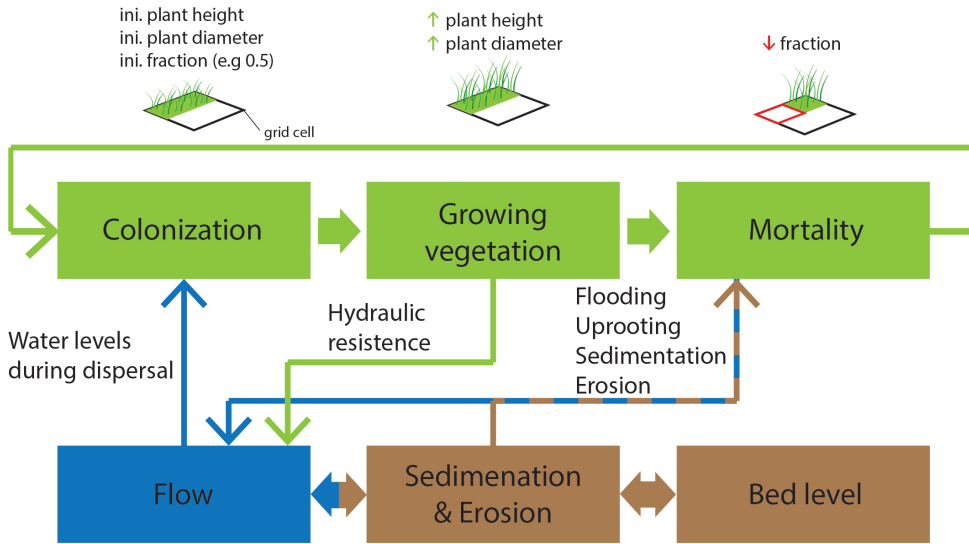 ini. plant height
ini. plant diameter
ini. fraction (e.g 0.5)
↑ plant height
↑ plant diameter
↓ fraction
grid cell
Colonization
Growing
vegetation
Mortality
Water levels
during dispersal
Hydraulic
resistence
Flooding
Uprooting
Sedimentation
Erosion
Flow
Sedimenation
& Erosion
Bed level